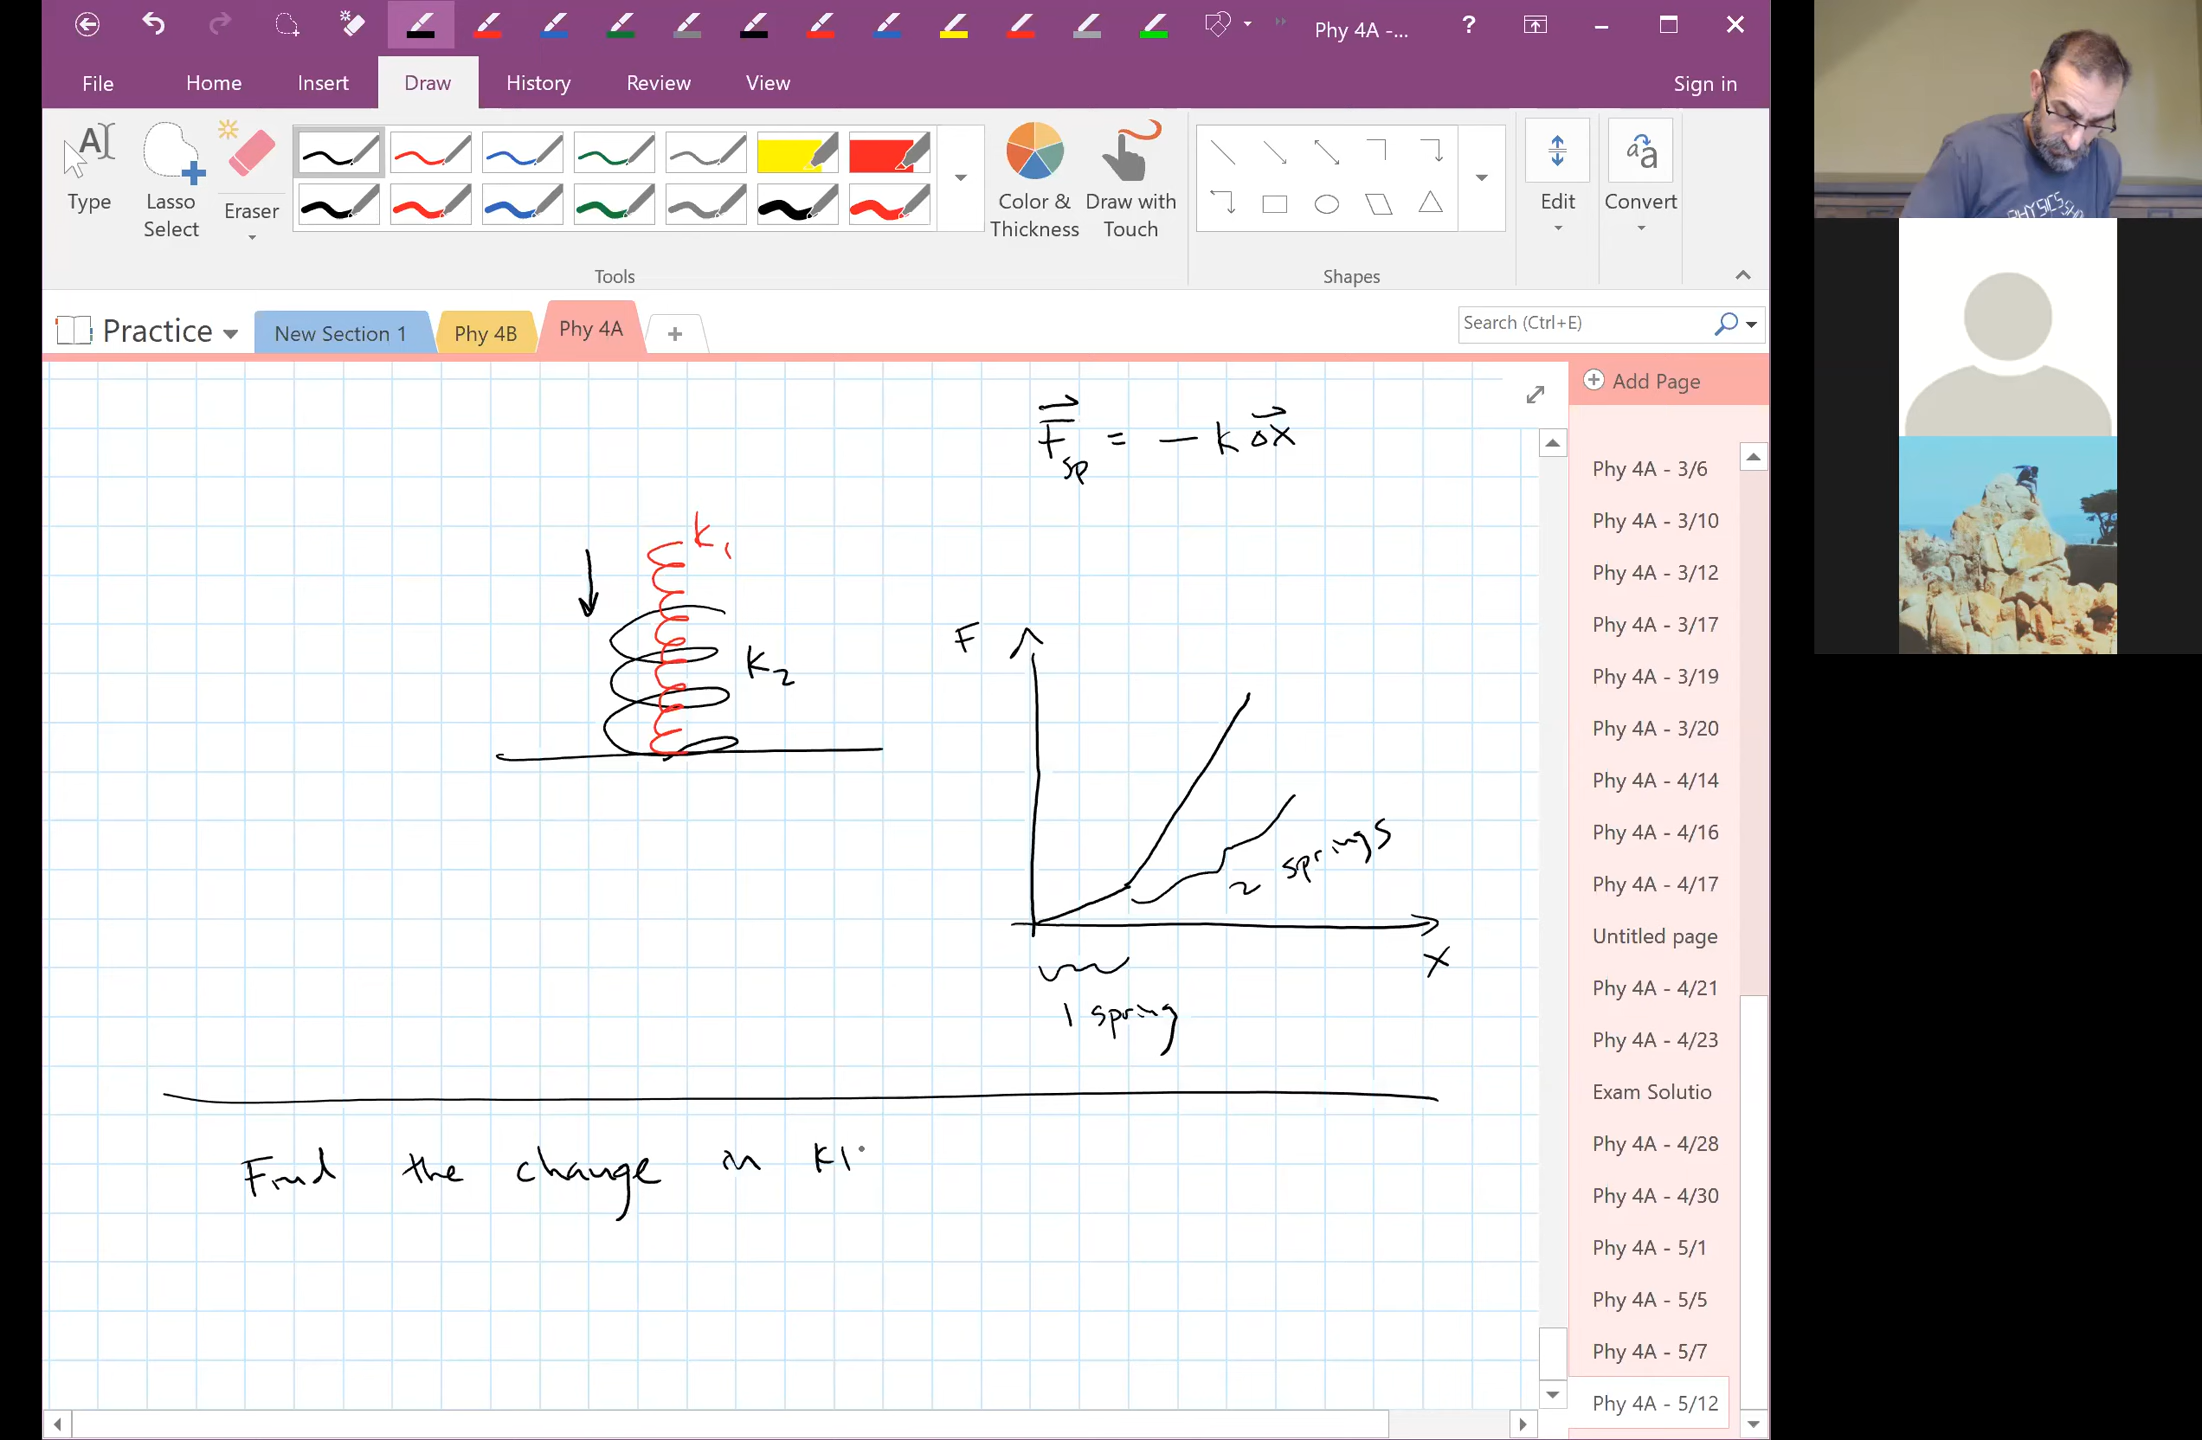 Phy 4A -...
?
File Home Insert Draw History Review View Sign in
Type
Lasso Select
Eraser
Color & Thickness
Draw with Touch
Edit
Convert
Tools
Shapes
Practice
New Section 1
Phy 4B
Phy 4A
Search (Ctrl+E)
Add Page
Phy 4A - 3/6
Phy 4A - 3/10
Phy 4A - 3/12
Phy 4A - 3/17
Phy 4A - 3/19
Phy 4A - 3/20
Phy 4A - 4/14
Phy 4A - 4/16
Phy 4A - 4/17
Untitled page
Phy 4A - 4/21
Phy 4A - 4/23
Exam Solutio
Phy 4A - 4/28
Phy 4A - 4/30
Phy 4A - 5/1
Phy 4A - 5/5
Phy 4A - 5/7
Phy 4A - 5/12
F⃗sp = - k Δx⃗
k₁
k₂
F
2 springs
x
1 spring
Find the change in
PHYSICS